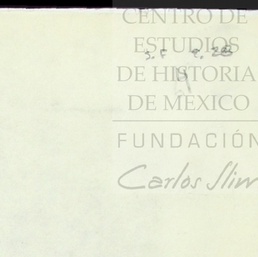 CENTRO DE
ESTUDIOS
DE HISTORIA
DE MEXICO
FUNDACIÓN
Carlos Slim